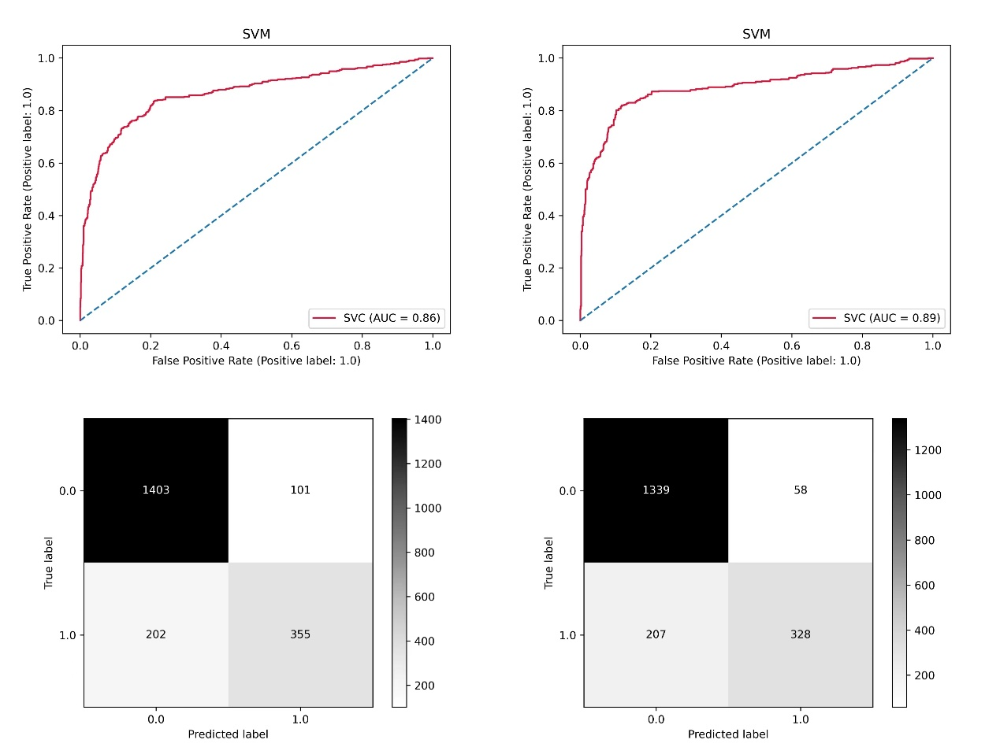 SVM
True Positive Rate (Positive label: 1.0)
1.0
0.8
0.6
0.4
0.2
0.0
SVC (AUC = 0.86)
0.0 0.2 0.4 0.6 0.8 1.0
False Positive Rate (Positive label: 1.0)
SVM
True Positive Rate (Positive label: 1.0)
1.0
0.8
0.6
0.4
0.2
0.0
SVC (AUC = 0.89)
0.0 0.2 0.4 0.6 0.8 1.0
False Positive Rate (Positive label: 1.0)
True label
0.0
1403 101
1.0
202 355
0.0 1.0
Predicted label
1400
1200
1000
800
600
400
200
True label
0.0
1339 58
1.0
207 328
0.0 1.0
Predicted label
1200
1000
800
600
400
200